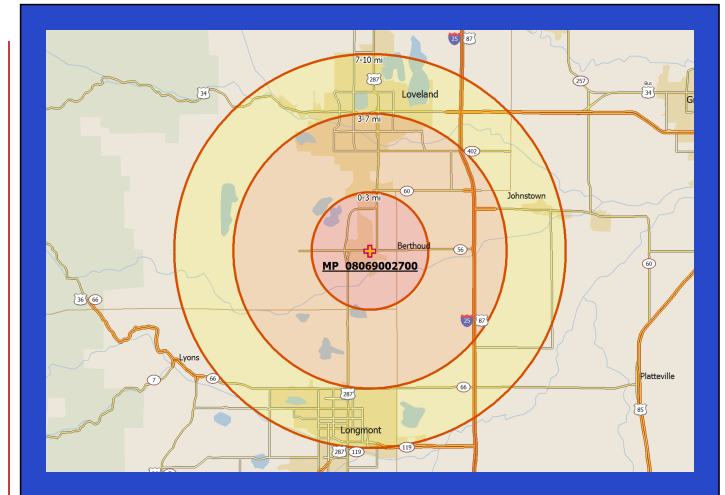 25 87
7-10 mi
287
257
34
34
Loveland
3-7 mi
402
0-3 mi
60
Johnstown
Berthoud
56
MP 08069002700
60
36 66
25 87
Lyons
7
66
66
Platteville
287
85
Longmont
287 119
119